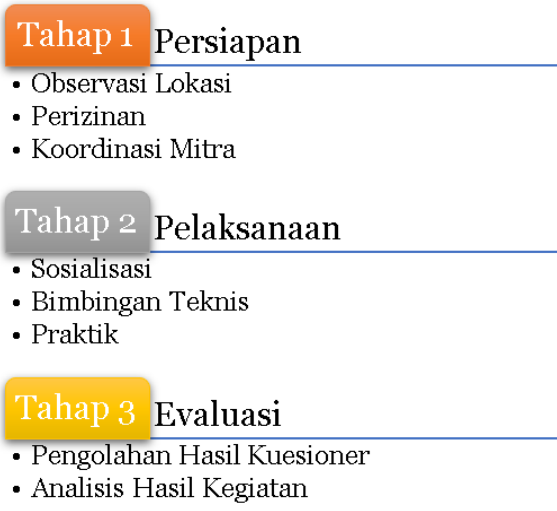 Tahap 1 Persiapan
• Observasi Lokasi
• Perizinan
• Koordinasi Mitra
Tahap 2 Pelaksanaan
• Sosialisasi
• Bimbingan Teknis
• Praktik
Tahap 3 Evaluasi
• Pengolahan Hasil Kuesioner
• Analisis Hasil Kegiatan